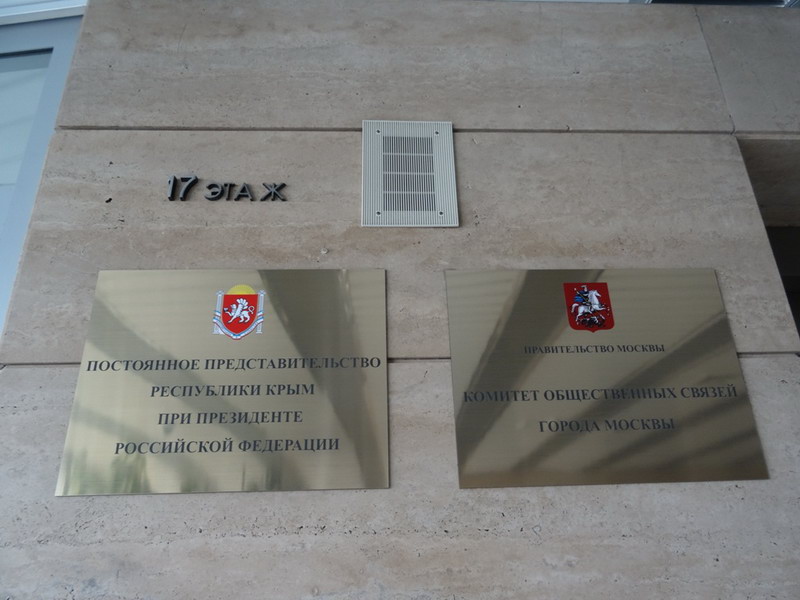 17 ЭТАЖ
ПОСТОЯННОЕ ПРЕДСТАВИТЕЛЬСТВО
РЕСПУБЛИКИ КРЫМ
ПРИ ПРЕЗИДЕНТЕ
РОССИЙСКОЙ ФЕДЕРАЦИИ
ПРАВИТЕЛЬСТВО МОСКВЫ
КОМИТЕТ ОБЩЕСТВЕННЫХ СВЯЗЕЙ
ГОРОДА МОСКВЫ